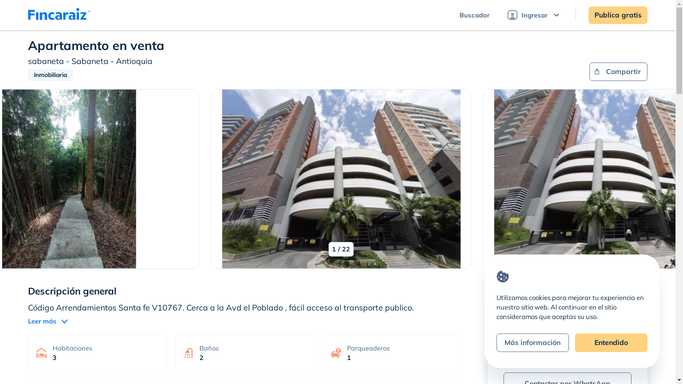 Fincaraiz
Buscador
Ingresar
Publica gratis
Apartamento en venta
sabaneta - Sabaneta - Antioquia
Inmobiliaria
Compartir
1 / 22
Descripción general
Código Arrendamientos Santa fe V10767. Cerca a la Avd el Poblado , fácil acceso al transporte publico.
Leer más
Habitaciones
3
Baños
2
Parqueaderos
1
Utilizamos cookies para mejorar tu experiencia en
nuestro sitio web. Al continuar en el sitio
consideramos que aceptas su uso.
Más información
Entendido
Contactar por WhatsApp